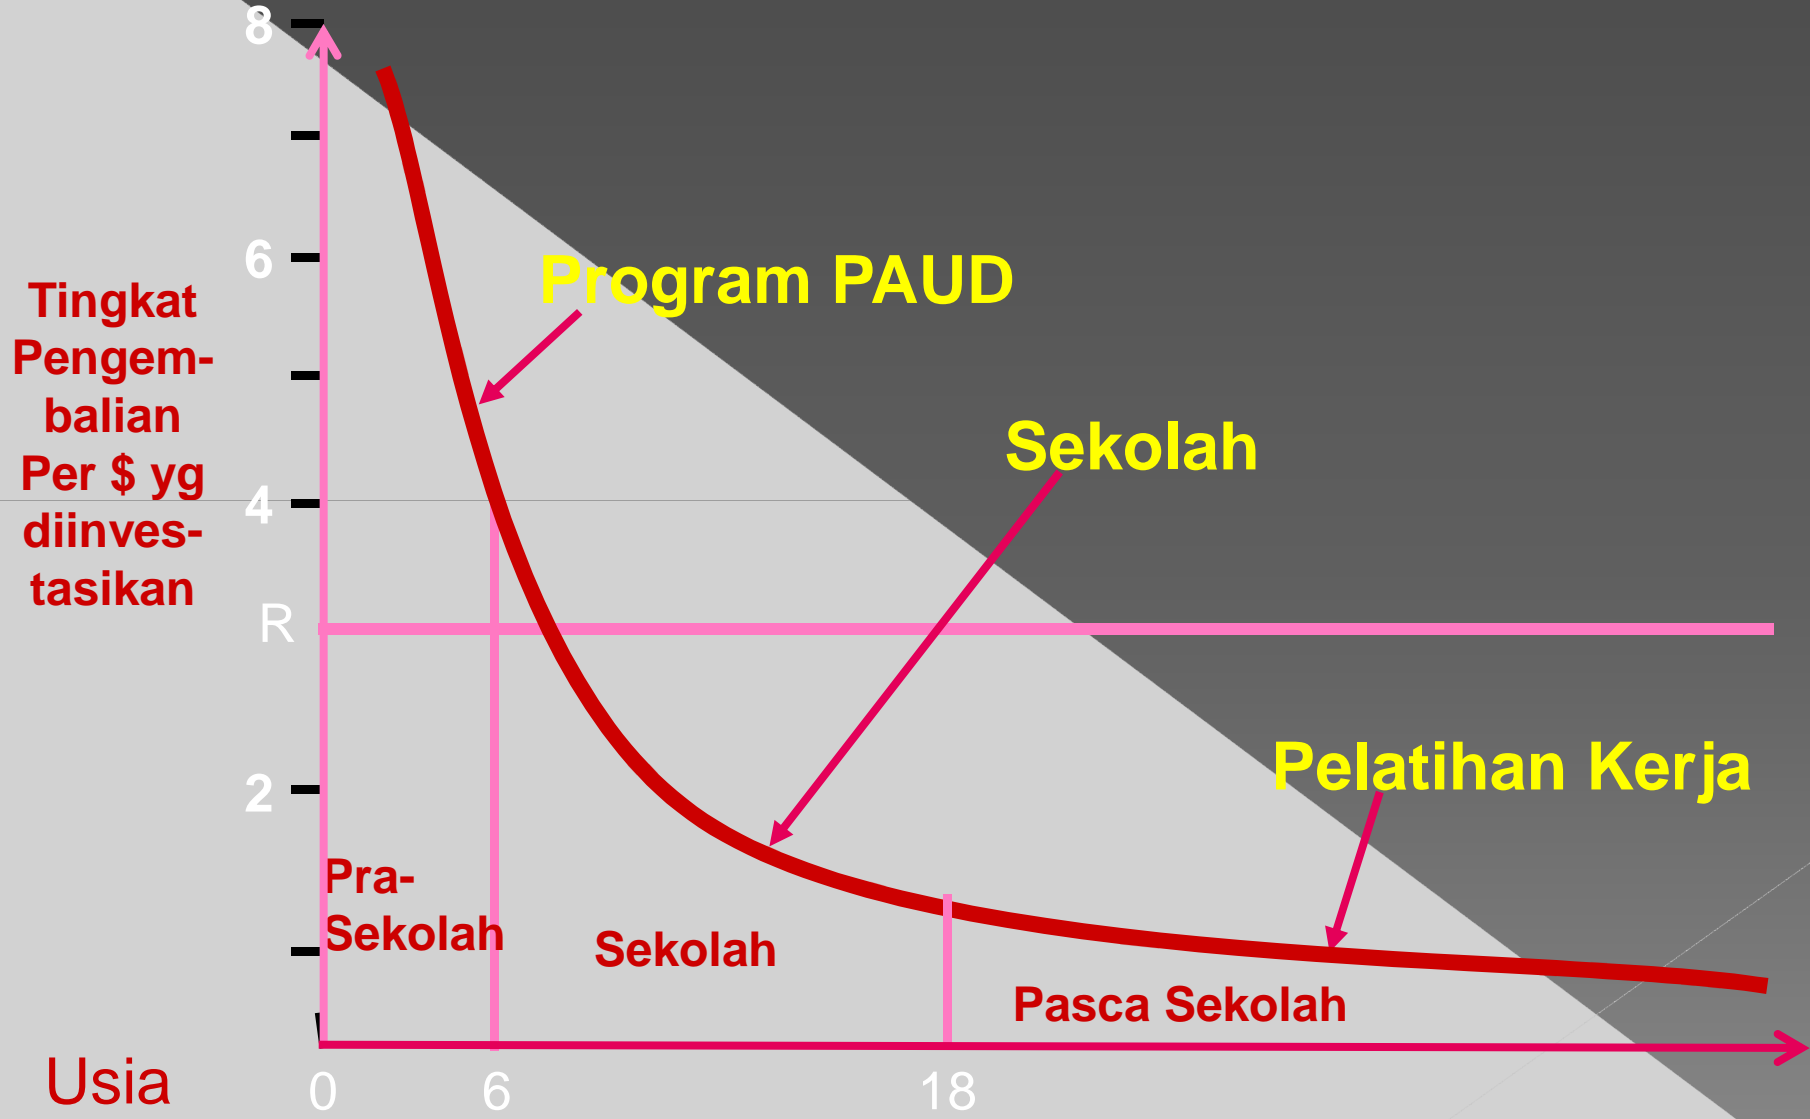 8
6
4
R
2
Tingkat
Pengem-
balian
Per $ yg
diinves-
tasikan
Program PAUD
Sekolah
Pelatihan Kerja
Pra-
Sekolah
Sekolah
Pasca Sekolah
Usia
0
6
18